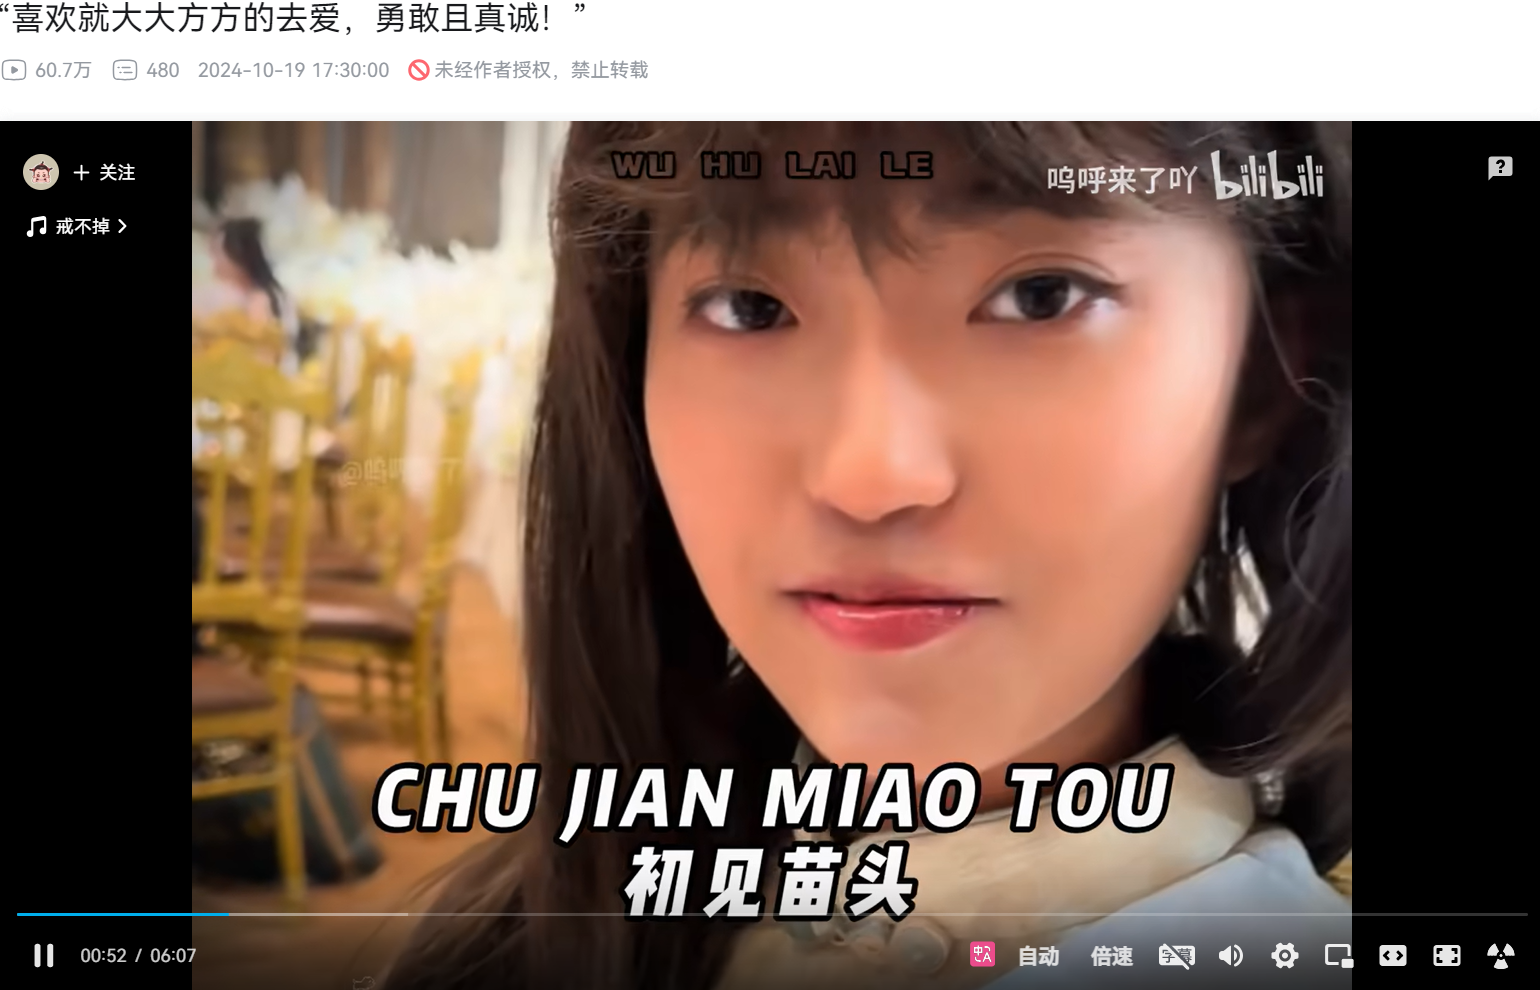 “喜欢就大大方方的去爱，勇敢且真诚！”
60.7万 480 2024-10-19 17:30:00 未经作者授权，禁止转载
WU HU LAI LE
呜呼来了吖 bilibili
+ 关注
戒不掉
CHU JIAN MIAO TOU
初见苗头
00:52 / 06:07 自动 倍速 字幕